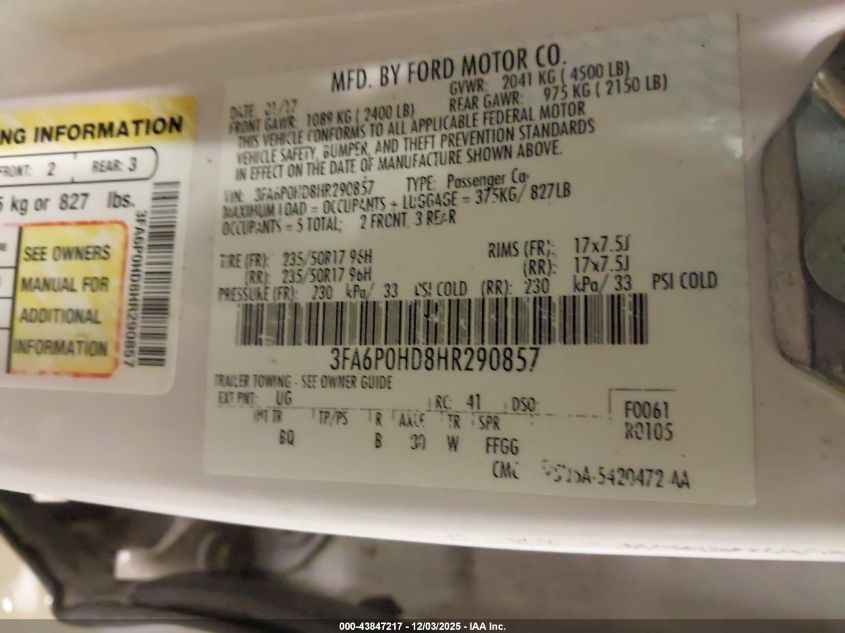 MFD. BY FORD MOTOR CO.
DATE: 01/17 GVWR: 2041 KG ( 4500 LB)
FRONT GAWR: 1089 KG ( 2400 LB) REAR GAWR: 975 KG ( 2150 LB)
THIS VEHICLE CONFORMS TO ALL APPLICABLE FEDERAL MOTOR
VEHICLE SAFETY, BUMPER, AND THEFT PREVENTION STANDARDS
IN EFFECT ON THE DATE OF MANUFACTURE SHOWN ABOVE.
VIN: 3FA6P0HD8HR290857 TYPE: Passenger Car
MAXIMUM LOAD = OCCUPANTS + LUGGAGE = 375KG/ 827LB
OCCUPANTS = 5 TOTAL; 2 FRONT, 3 REAR
TIRE (FR): 235/50R17 96H RIMS (FR): 17x7.5J
(RR): 235/50R17 96H (RR): 17x7.5J
PRESSURE (FR): 230 kPa/ 33 PSI COLD (RR): 230 kPa/ 33 PSI COLD
3FA6P0HD8HR290857
TRAILER TOWING - SEE OWNER GUIDE
EXT PNT: UG RC: 41 DSO:
F0061
R0105
INT TR TP/PS R AXLE TR SPR
BQ B W FFGG
5420472-AA
NG INFORMATION
FRONT: 2 REAR: 3
kg or 827 lbs.
SEE OWNERS
MANUAL FOR
ADDITIONAL
INFORMATION
3FA6P0HD8HR290857
000-43847217 - 12/03/2025 - IAA Inc.